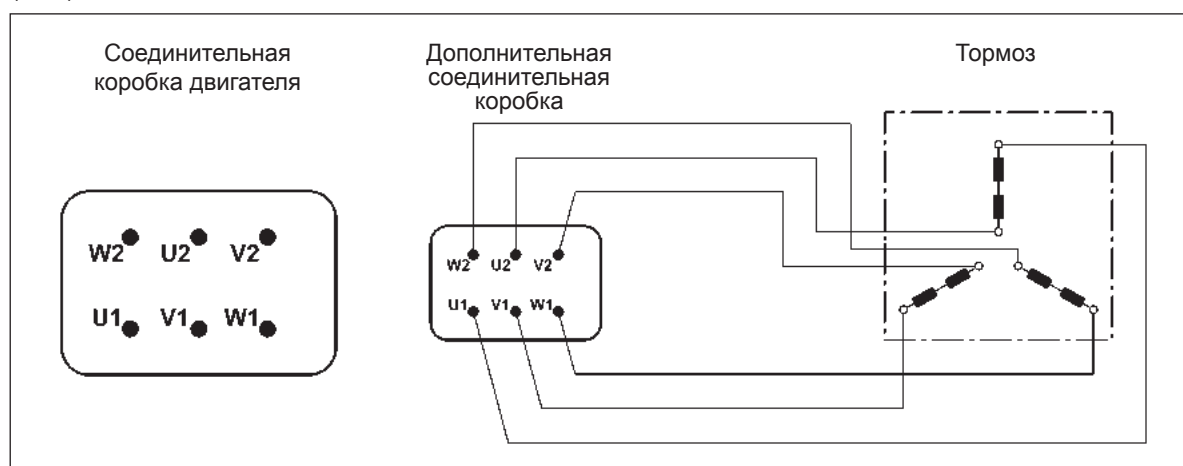 Соединительная
коробка двигателя
Дополнительная
соединительная
коробка
Тормоз
W2 U2 V2
U1 V1 W1
W2 U2 V2
U1 V1 W1